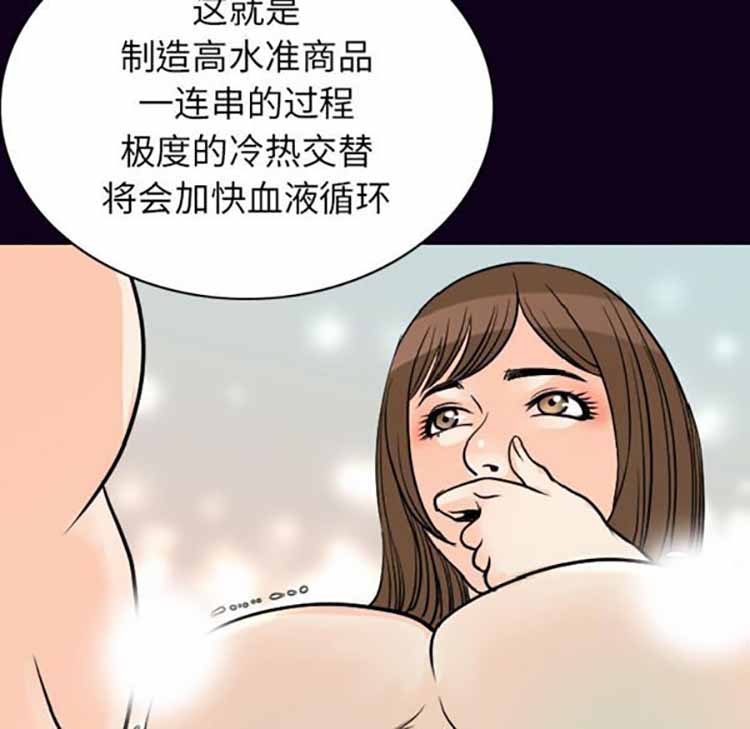 这就是
制造高水准商品
一连串的过程
极度的冷热交替
将会加快血液循环